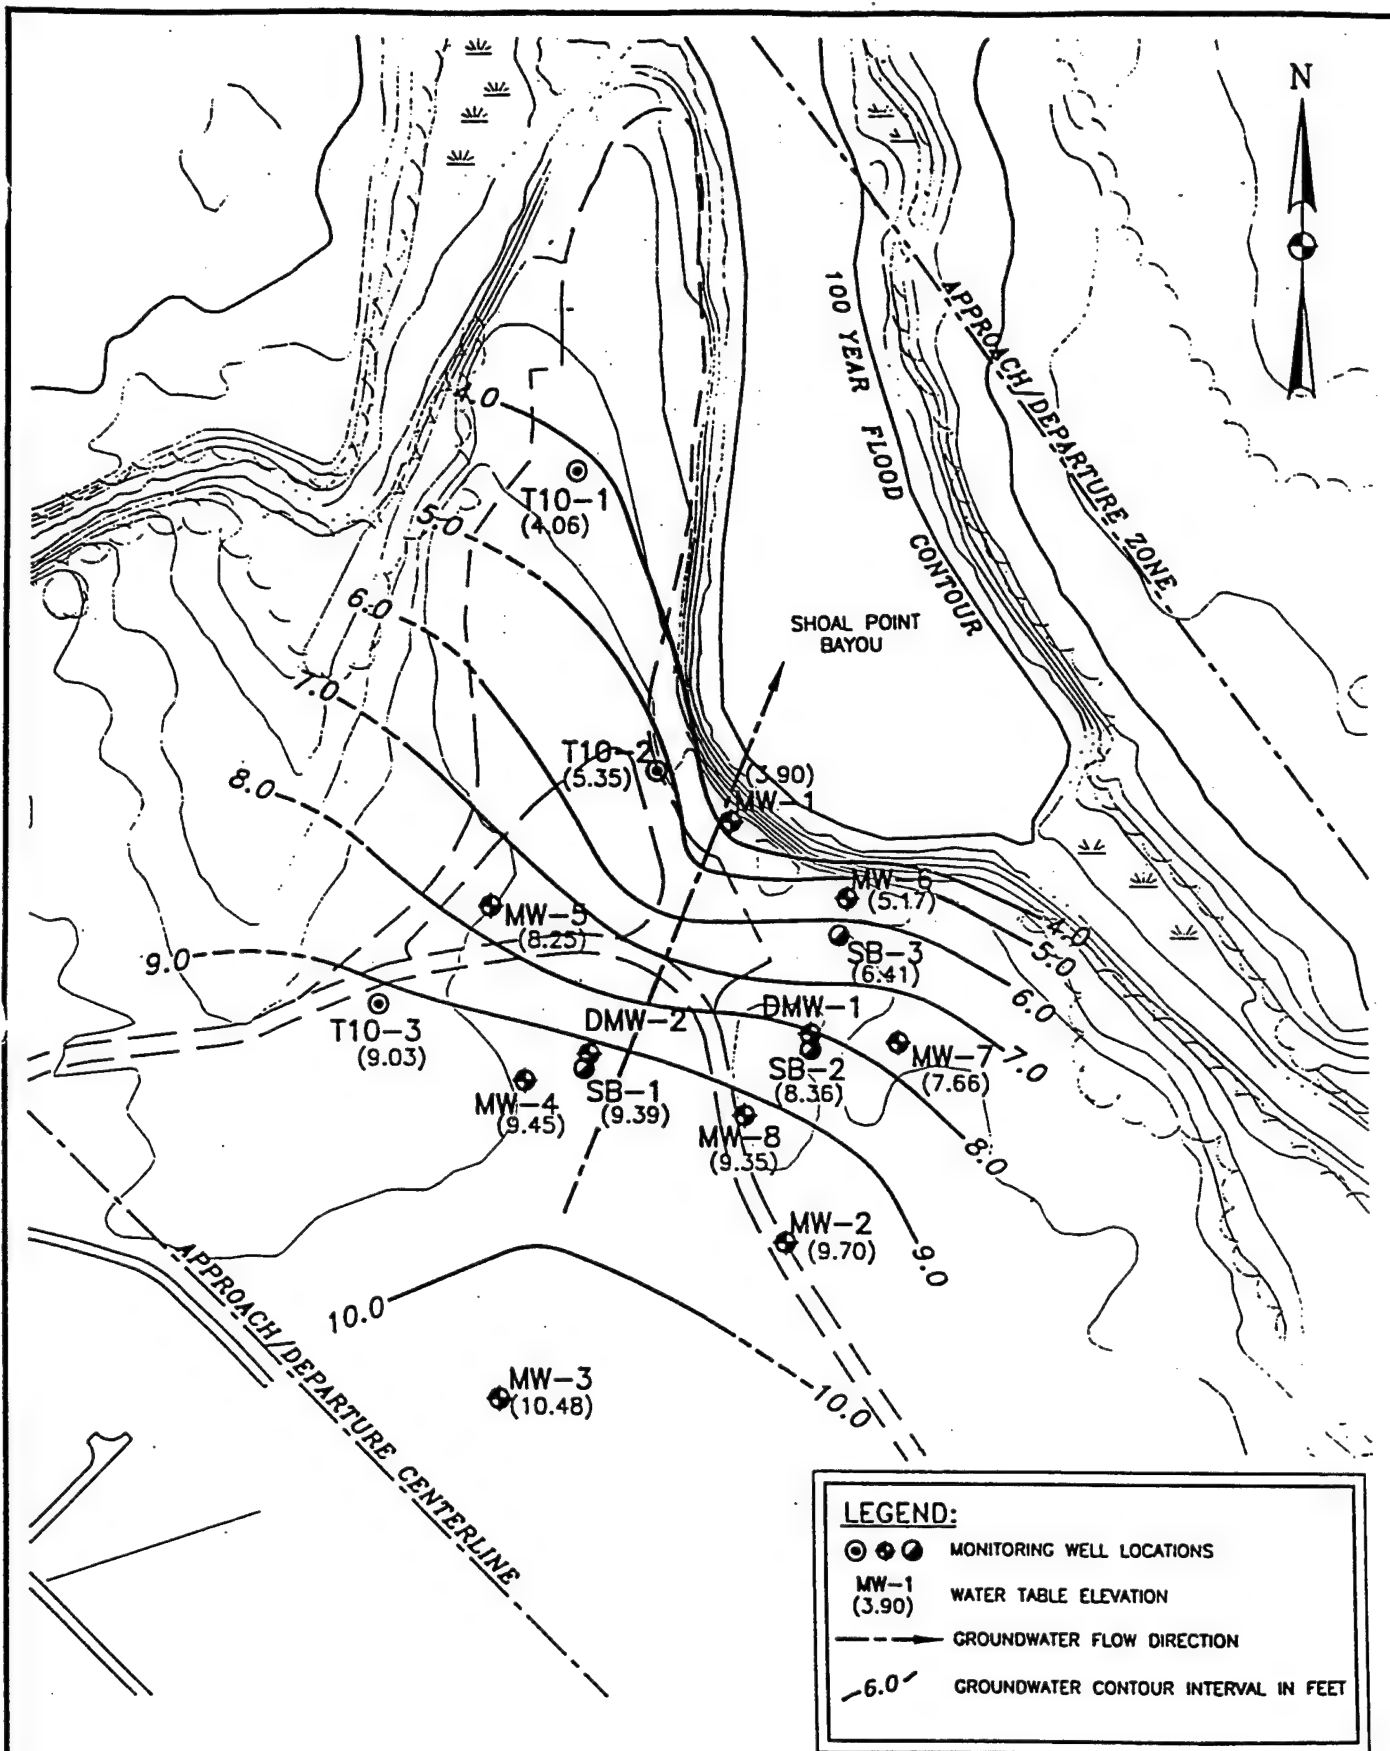 N
APPROACH/DEPARTURE ZONE
100 YEAR FLOOD CONTOUR
4.0
T10-1
(4.06)
5.0
6.0
SHOAL POINT
BAYOU
7.0
T10-2
(5.35)
(3.90)
MW-1
8.0
MW-6
(5.17)
MW-5
(8.25)
4.0
SB-3
(6.41)
5.0
9.0
6.0
T10-3
(9.03)
DMW-2
DMW-1
MW-7
(7.66)
7.0
SB-2
(8.36)
SB-1
(9.39)
MW-4
(9.45)
MW-8
(9.35)
8.0
MW-2
(9.70)
9.0
10.0
APPROACH/DEPARTURE CENTERLINE
MW-3
(10.48)
10.0
LEGEND:
MONITORING WELL LOCATIONS
MW-1
(3.90)
WATER TABLE ELEVATION
GROUNDWATER FLOW DIRECTION
6.0
GROUNDWATER CONTOUR INTERVAL IN FEET